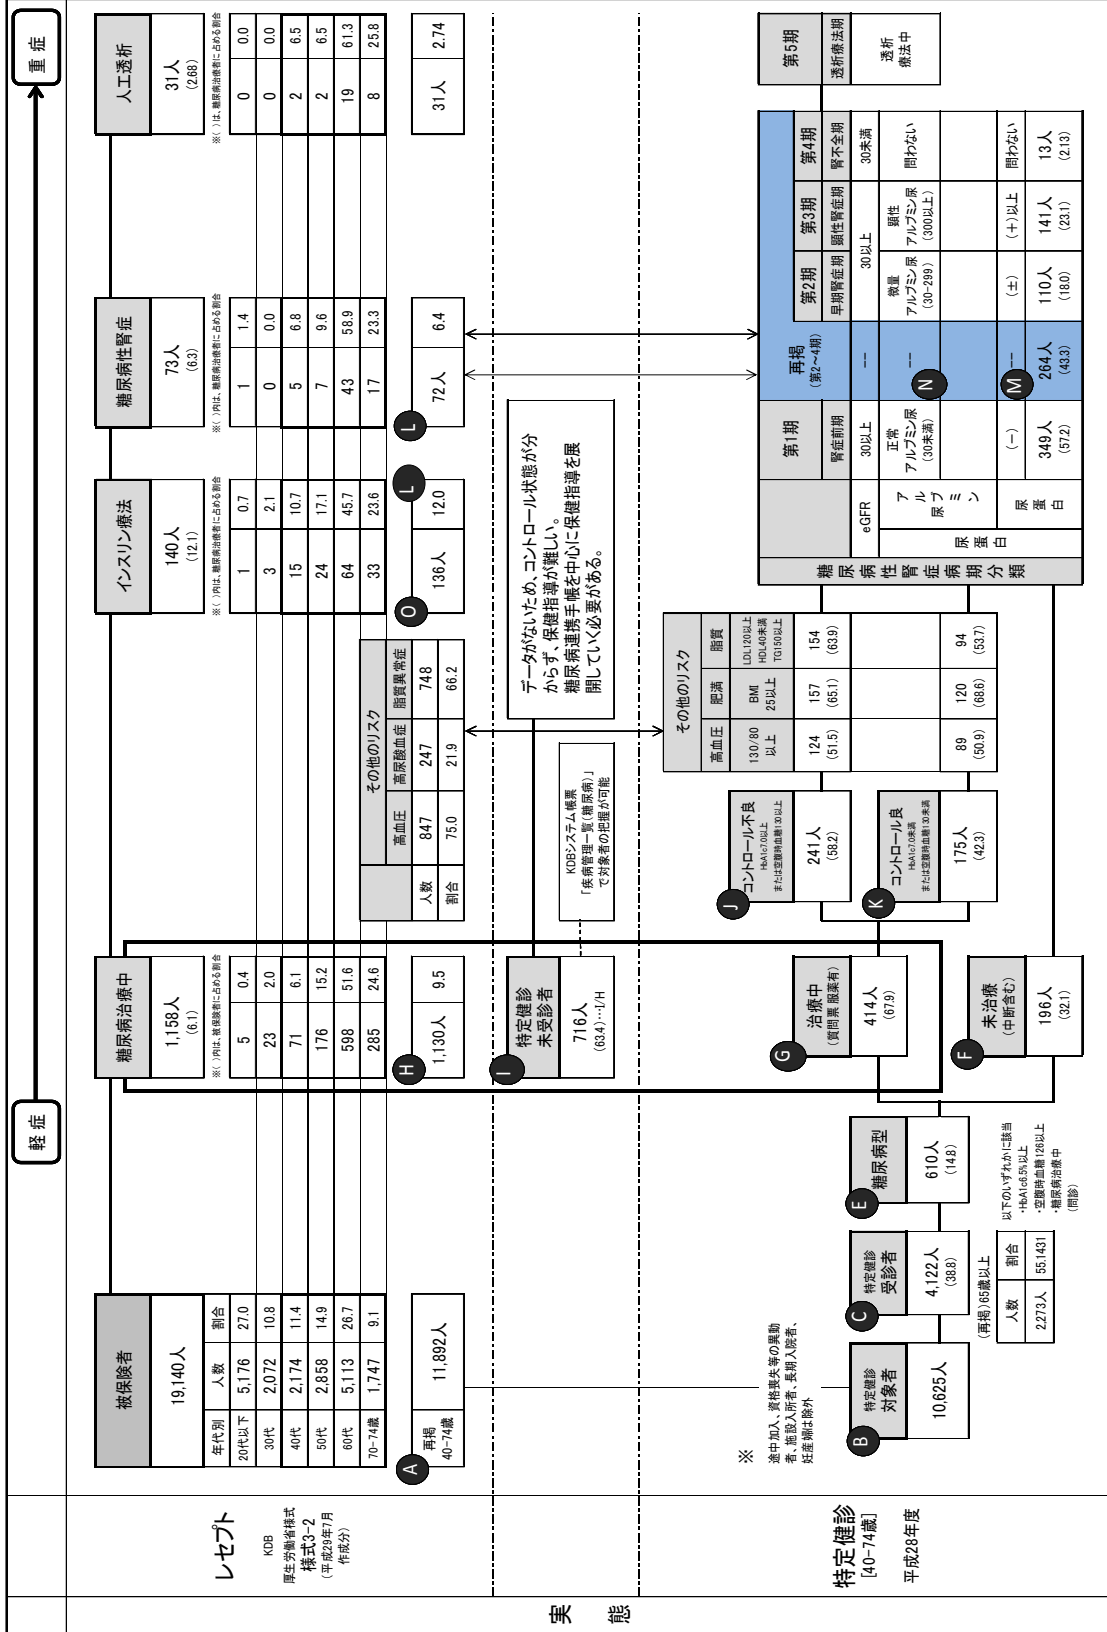 軽症
重症
実態
レセプト
KDB
厚生労働省様式
様式3-2
(平成29年7月
作成分)
被保険者
19,140人
年代別 人数 割合
20代以下 5,176 27.0
30代 2,072 10.8
40代 2,174 11.4
50代 2,858 14.9
60代 5,113 26.7
70-74歳 1,747 9.1
A
再掲
40-74歳
11,892人
糖尿病治療中
1,158人
(6.1)
※( )内は、被保険者に占める割合
5 0.4
23 2.0
71 6.1
176 15.2
598 51.6
285 24.6
H
1,130人 9.5
その他のリスク
高血圧 高尿酸血症 脂質異常症
人数 847 247 748
割合 75.0 21.9 66.2
インスリン療法
140人
(12.1)
※( )内は、糖尿病治療者に占める割合
1 0.7
3 2.1
15 10.7
24 17.1
64 45.7
33 23.6
O
136人 12.0
L
糖尿病性腎症
73人
(6.3)
※( )内は、糖尿病治療者に占める割合
1 1.4
0 0.0
5 6.8
7 9.6
43 58.9
17 23.3
L
72人 6.4
人工透析
31人
(2.68)
※( )は、糖尿病治療者に占める割合
0 0.0
0 0.0
2 6.5
2 6.5
19 61.3
8 25.8
31人 2.74
I
特定健診
未受診者
716人
(63.4)…I/H
KDBシステム帳票
「疾病管理一覧(糖尿病)」
で対象者の把握が可能
データがないため、コントロール状態が分
からず、保健指導が難しい。
糖尿病連携手帳を中心に保健指導を展
開していく必要がある。
特定健診
[40-74歳]
平成28年度
※
途中加入、資格喪失等の異動
者、施設入所者、長期入院者、
妊産婦は除外
B
特定健診
対象者
10,625人
C
特定健診
受診者
4,122人
(38.8)
(再掲)65歳以上
人数 割合
2,273人 55.1431
E
糖尿病型
610人
(14.8)
以下のいずれかに該当
・HbA1c6.5%以上
・空腹時血糖126以上
・糖尿病治療中
(問診)
G
治療中
(質問票 服薬有)
414人
(67.9)
F
未治療
(中断含む)
196人
(32.1)
J
コントロール不良
HbA1c7.0以上
または空腹時血糖130以上
241人
(58.2)
K
コントロール良
HbA1c7.0未満
または空腹時血糖130未満
175人
(42.3)
その他のリスク
高血圧 肥満 脂質
130/80
以上
BMI
25以上
LDL120以上
HDL40未満
TG150以上
124 157 154
(51.5) (65.1) (63.9)
89 120 94
(50.9) (68.6) (53.7)
糖尿病性腎症病期分類
第1期 再掲
(第2~4期)
第2期 第3期 第4期 第5期
腎症前期 早期腎症期 顕性腎症期 腎不全期 透析療法期
eGFR 30以上 -- 30以上 30未満
透析
療法中
尿蛋白
アルブミン
尿
正常
アルブミン尿
(30未満)
--
N
微量
アルブミン尿
(30-299)
顕性
アルブミン尿
(300以上)
問わない
尿蛋白
(-) -- (±) (+)以上 問わない
M
349人 264人 110人 141人 13人
(57.2) (43.3) (18.0) (23.1) (2.13)